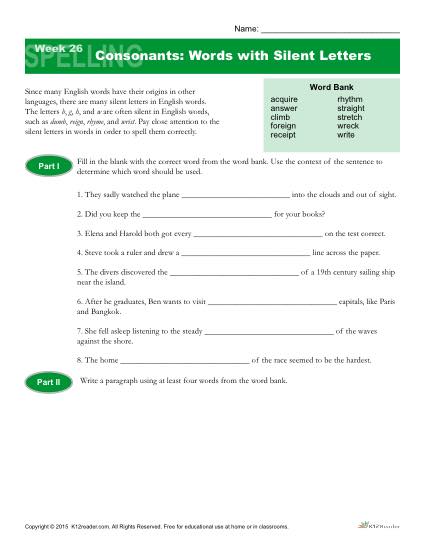 Name: ____________________
SPELLING
Week 26
Consonants: Words with Silent Letters
Since many English words have their origins in other
languages, there are many silent letters in English words.
The letters b, g, h, and w are often silent in English words,
such as dumb, reign, rhyme, and wrist. Pay close attention to the
silent letters in words in order to spell them correctly.
Word Bank
acquire rhythm
answer straight
climb stretch
foreign wreck
receipt write
Part I
Fill in the blank with the correct word from the word bank. Use the context of the sentence to
determine which word should be used.
1. They sadly watched the plane ____________________ into the clouds and out of sight.
2. Did you keep the ____________________ for your books?
3. Elena and Harold both got every ____________________ on the test correct.
4. Steve took a ruler and drew a ____________________ line across the paper.
5. The divers discovered the ____________________ of a 19th century sailing ship
near the island.
6. After he graduates, Ben wants to visit ____________________ capitals, like Paris
and Bangkok.
7. She fell asleep listening to the steady ____________________ of the waves
against the shore.
8. The home ____________________ of the race seemed to be the hardest.
Part II
Write a paragraph using at least four words from the word bank.
Copyright © 2015 K12reader.com. All Rights Reserved. Free for educational use at home or in classrooms.
K12Reader